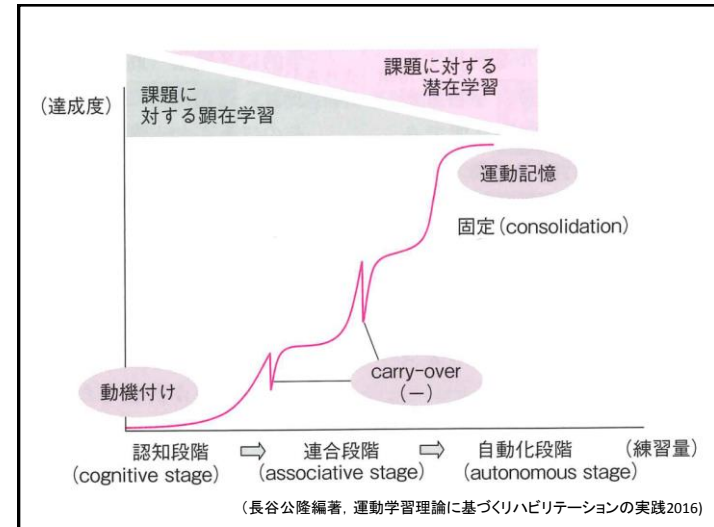 課題に対する
潜在学習
(達成度)
課題に
対する顕在学習
運動記憶
固定(consolidation)
carry-over
(−)
動機付け
認知段階 ⇨ 連合段階 ⇨ 自動化段階 (練習量)
(cognitive stage) (associative stage) (autonomous stage)
(長谷公隆編著, 運動学習理論に基づくリハビリテーションの実践2016)